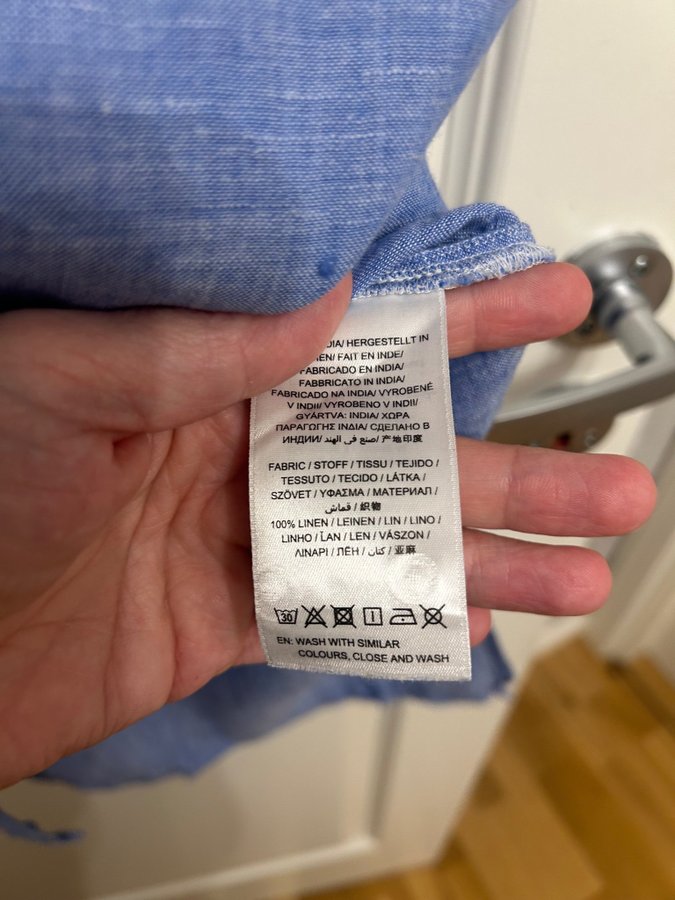 DIA/ HERGESTELLT IN
IEN/ FAIT EN INDE/
FABRICADO EN INDIA/
FABBRICATO IN INDIA/
FABRICADO NA INDIA/ VYROBENÉ
V INDII/ VYROBENO V INDII/
GYÁRTVA: INDIA/ ΧΩΡΑ
ΠΑΡΑΓΩΓΗΣ ΙΝΔΙΑ/ СДЕЛАНО В
ИНДИИ/ صنع في الهند/ 产地印度
FABRIC / STOFF / TISSU / TEJIDO /
TESSUTO / TECIDO / LÁTKA /
SZÖVET / ΥΦΑΣΜΑ / МАТЕРИАЛ /
قماش / 织物
100% LINEN / LEINEN / LIN / LINO /
LINHO / ĽAN / LEN / VÁSZON /
ΛΙΝΑΡΙ / ЛЁН / كتان / 亚麻
30
EN: WASH WITH SIMILAR
COLOURS, CLOSE AND WASH